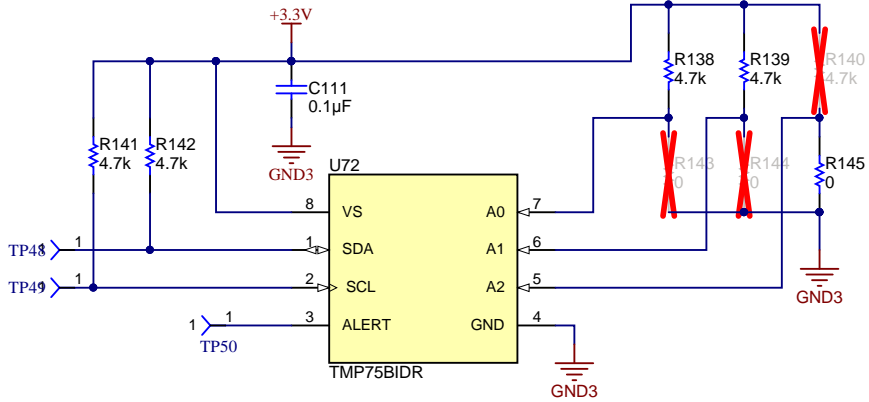 +3.3V
R138
4.7k
R139
4.7k
R140
4.7k
C111
0.1µF
R141
4.7k
R142
4.7k
GND3
U72
R143
0
R144
0
R145
0
8 VS A0 7
TP48 1 1 SDA A1 6
TP49 1 2 SCL A2 5
GND3
1 1 3 ALERT GND 4
TP50
TMP75BIDR
GND3